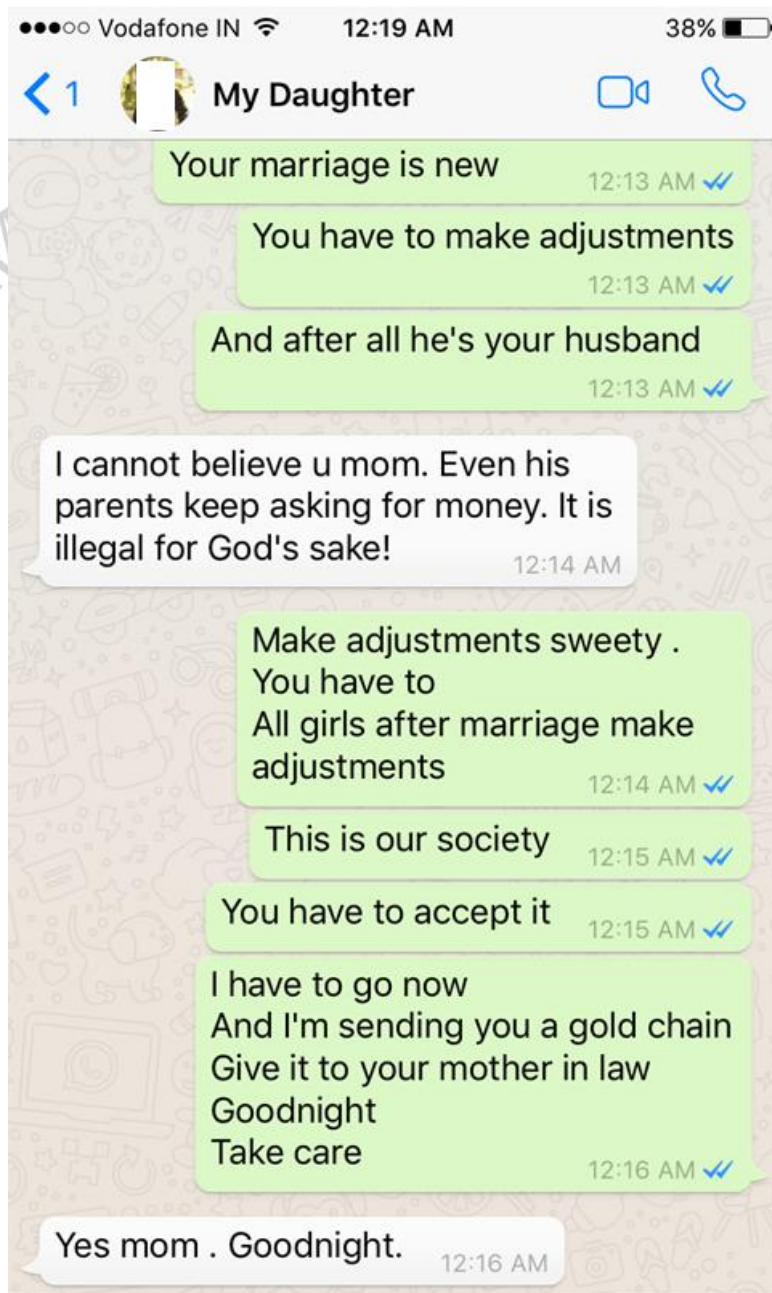 ●●●○○ Vodafone IN 12:19 AM 38%
1 My Daughter
Your marriage is new
12:13 AM
You have to make adjustments
12:13 AM
And after all he's your husband
12:13 AM
I cannot believe u mom. Even his
parents keep asking for money. It is
illegal for God's sake!
12:14 AM
Make adjustments sweety .
You have to
All girls after marriage make
adjustments
12:14 AM
This is our society
12:15 AM
You have to accept it
12:15 AM
I have to go now
And I'm sending you a gold chain
Give it to your mother in law
Goodnight
Take care
12:16 AM
Yes mom . Goodnight.
12:16 AM